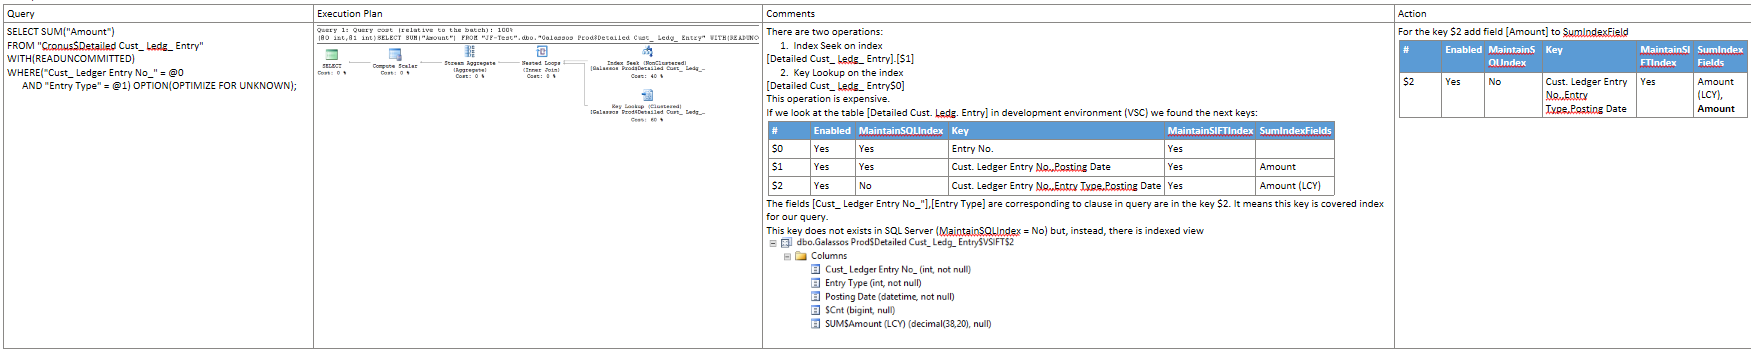 Query
SELECT SUM("Amount")
FROM "Cronus$Detailed Cust_ Ledg_ Entry"
WITH(READUNCOMMITTED)
WHERE("Cust_ Ledger Entry No_" = @0
AND "Entry Type" = @1) OPTION(OPTIMIZE FOR UNKNOWN);
Execution Plan
Query 1: Query cost (relative to the batch): 100%
(@0 int,@1 int)SELECT SUM("Amount") FROM "JF-Test".dbo."Galassos Prod$Detailed Cust_ Ledg_ Entry" WITH(READUNC
SELECT
Cost: 0 %
Compute Scalar
Cost: 0 %
Stream Aggregate
(Aggregate)
Cost: 0 %
Nested Loops
(Inner Join)
Cost: 0 %
Index Seek (NonClustered)
[Galassos Prod$Detailed Cust_ Ledg_…
Cost: 40 %
Key Lookup (Clustered)
[Galassos Prod$Detailed Cust_ Ledg_…
Cost: 60 %
Comments
There are two operations:
1. Index Seek on index
[Detailed Cust_ Ledg_ Entry].[$1]
2. Key Lookup on the index
[Detailed Cust_ Ledg_ Entry$0]
This operation is expensive.
If we look at the table [Detailed Cust. Ledg. Entry] in development environment (VSC) we found the next keys:
# Enabled MaintainSQLIndex Key MaintainSIFTIndex SumIndexFields
$0 Yes Yes Entry No. Yes
$1 Yes Yes Cust. Ledger Entry No.,Posting Date Yes Amount
$2 Yes No Cust. Ledger Entry No.,Entry Type,Posting Date Yes Amount (LCY)
The fields [Cust_ Ledger Entry No_"],[Entry Type] are corresponding to clause in query are in the key $2. It means this key is covered index
for our query.
This key does not exists in SQL Server (MaintainSQLIndex = No) but, instead, there is indexed view
dbo.Galassos Prod$Detailed Cust_ Ledg_ Entry$VSIFT$2
Columns
Cust_ Ledger Entry No_ (int, not null)
Entry Type (int, not null)
Posting Date (datetime, not null)
$Cnt (bigint, null)
SUM$Amount (LCY) (decimal(38,20), null)
Action
For the key $2 add field [Amount] to SumIndexField
# Enabled MaintainS Key MaintainSI SumIndex
QLIndex FTIndex Fields
$2 Yes No Cust. Ledger Entry Yes Amount
No.,Entry (LCY),
Type,Posting Date Amount